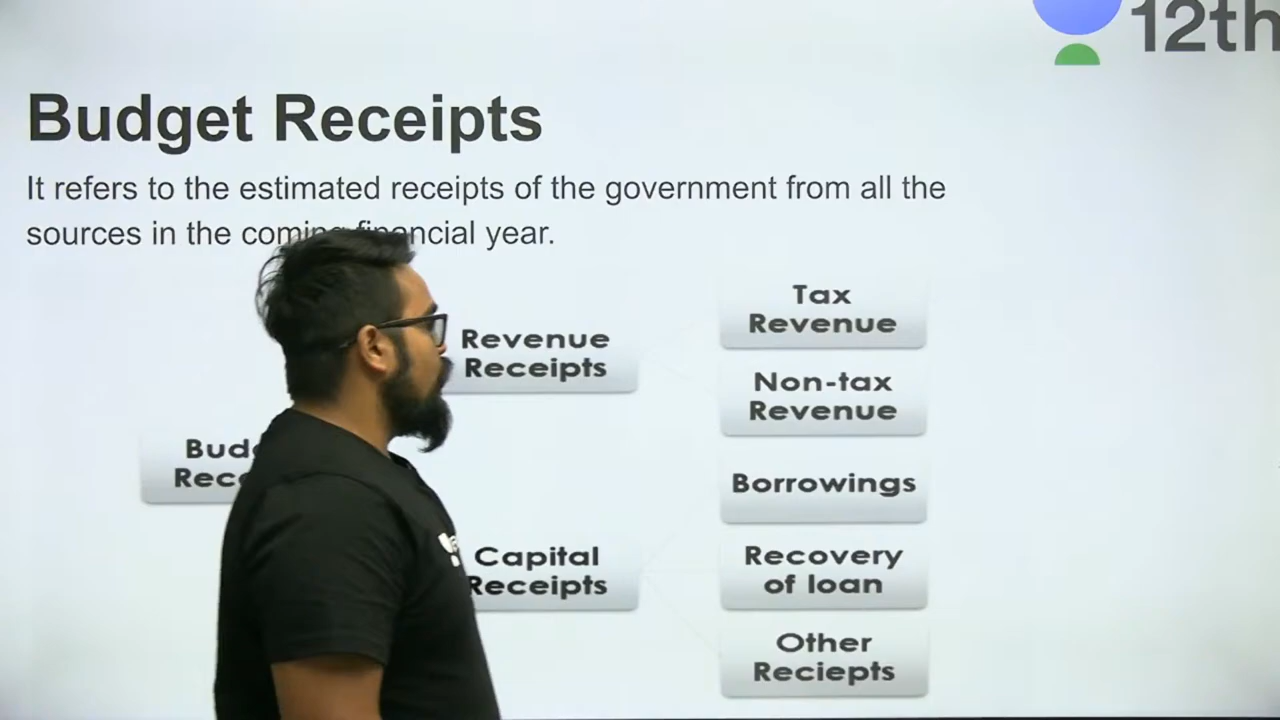 12th
Budget Receipts
It refers to the estimated receipts of the government from all the
sources in the coming financial year.
Tax
Revenue
Revenue
Receipts
Non-tax
Revenue
Borrowings
Capital
Receipts
Recovery
of loan
Other
Reciepts